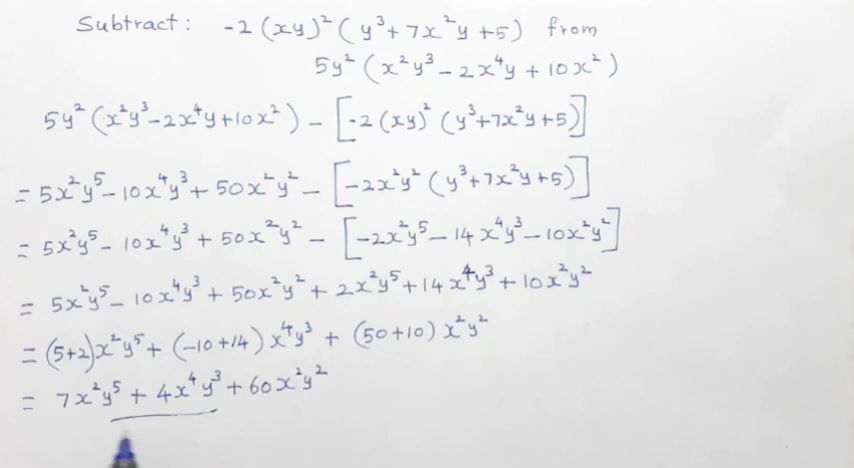 Subtract: -2(xy)²(y³+7x²y+5) from
5y²(x²y³-2x⁴y+10x²)
5y²(x²y³-2x⁴y+10x²) - [-2(xy)²(y³+7x²y+5)]
= 5x²y⁵-10x⁴y³+50x²y² - [-2x²y²(y³+7x²y+5)]
= 5x²y⁵-10x⁴y³+50x²y² - [-2x²y⁵-14x⁴y³-10x²y²]
= 5x²y⁵-10x⁴y³+50x²y²+2x²y⁵+14x⁴y³+10x²y²
= (5+2)x²y⁵+(-10+14)x⁴y³+(50+10)x²y²
= 7x²y⁵+4x⁴y³+60x²y²